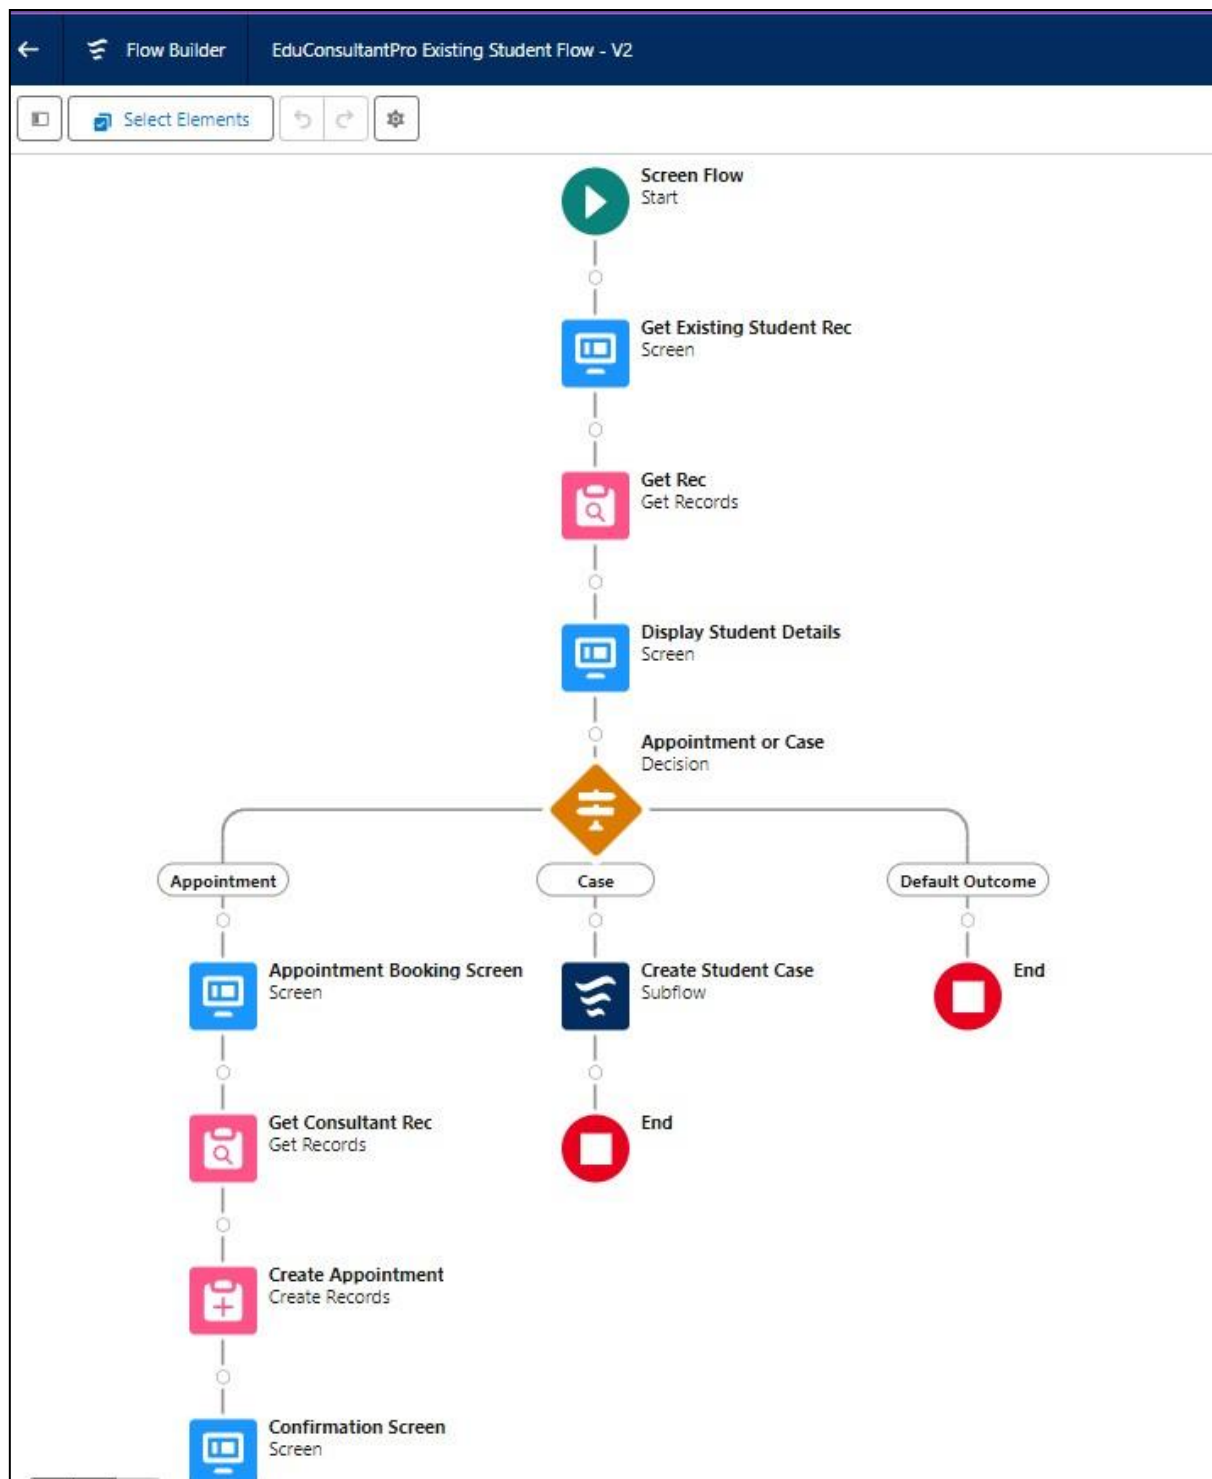 Flow Builder
EduConsultantPro Existing Student Flow - V2
Select Elements
Screen Flow
Start
Get Existing Student Rec
Screen
Get Rec
Get Records
Display Student Details
Screen
Appointment or Case
Decision
Appointment
Case
Default Outcome
Appointment Booking Screen
Screen
Create Student Case
Subflow
End
Get Consultant Rec
Get Records
End
Create Appointment
Create Records
Confirmation Screen
Screen